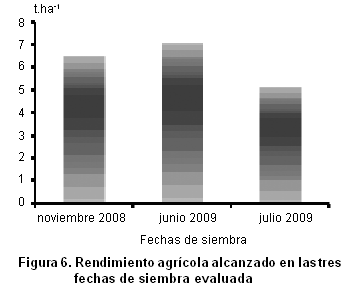 t.ha⁻¹
8
7
6
5
4
3
2
1
0
noviembre 2008 junio 2009 julio 2009
Fechas de siembra
Figura 6. Rendimiento agrícola alcanzado en lastres
fechas de siembra evaluada